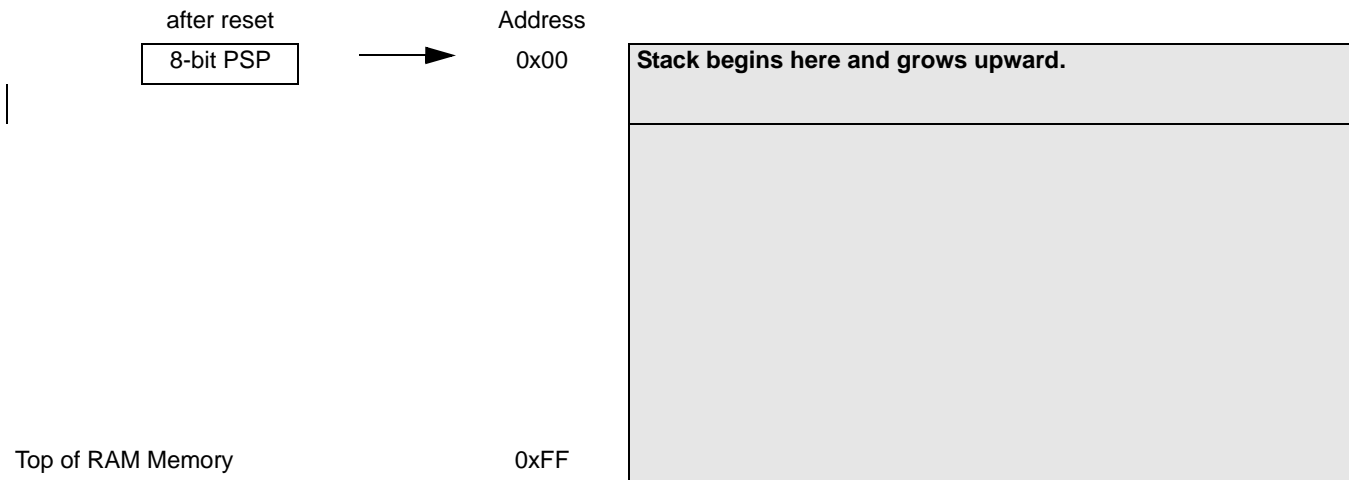 after reset Address
8-bit PSP 0x00 Stack begins here and grows upward.
Top of RAM Memory 0xFF